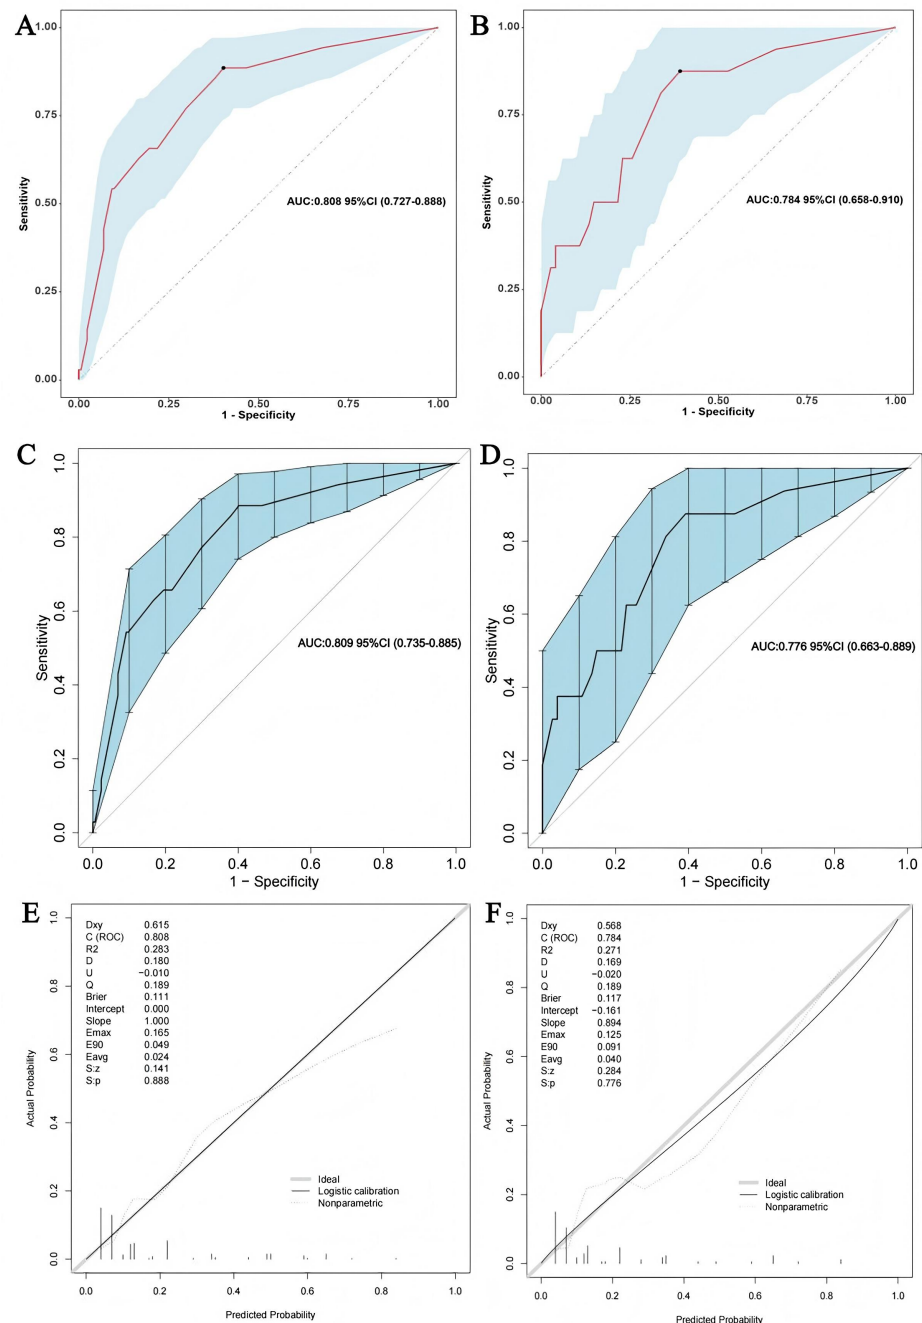 A
1.00
0.75
0.50
0.25
0.00
Sensitivity
AUC:0.808 95%CI (0.727-0.888)
0.00 0.25 0.50 0.75 1.00
1 - Specificity
B
1.00
0.75
0.50
0.25
0.00
Sensitivity
AUC:0.784 95%CI (0.658-0.910)
0.00 0.25 0.50 0.75 1.00
1 - Specificity
C
1.0
0.8
0.6
0.4
0.2
0.0
Sensitivity
AUC:0.809 95%CI (0.735-0.885)
0.0 0.2 0.4 0.6 0.8 1.0
1 − Specificity
D
1.0
0.8
0.6
0.4
0.2
0.0
Sensitivity
AUC:0.776 95%CI (0.663-0.889)
0.0 0.2 0.4 0.6 0.8 1.0
1 − Specificity
E
1.0
0.8
0.6
0.4
0.2
0.0
Actual Probability
Dxy 0.615
C (ROC) 0.808
R2 0.283
D 0.180
U −0.010
Q 0.189
Brier 0.111
Intercept 0.000
Slope 1.000
Emax 0.165
E90 0.049
Eavg 0.024
S:z 0.141
S:p 0.888
Ideal
Logistic calibration
Nonparametric
0.0 0.2 0.4 0.6 0.8 1.0
Predicted Probability
F
1.0
0.8
0.6
0.4
0.2
0.0
Actual Probability
Dxy 0.568
C (ROC) 0.784
R2 0.271
D 0.169
U −0.020
Q 0.189
Brier 0.117
Intercept −0.161
Slope 0.894
Emax 0.125
E90 0.091
Eavg 0.040
S:z 0.284
S:p 0.776
Ideal
Logistic calibration
Nonparametric
0.0 0.2 0.4 0.6 0.8 1.0
Predicted Probability